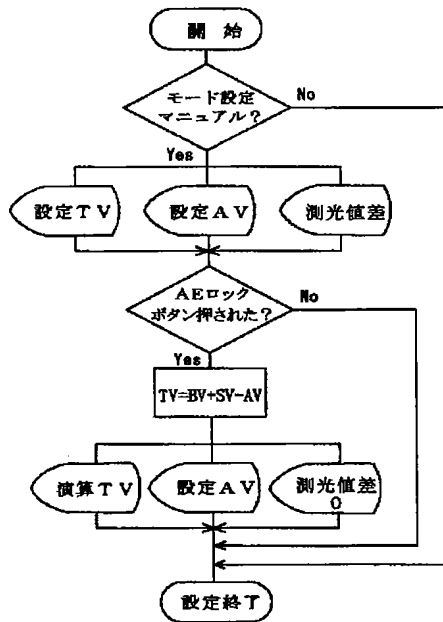 開 始
モード設定
マニュアル？
No
Yes
設定ＴＶ
設定ＡＶ
測光値差
ＡＥロック
ボタン押された？
No
Yes
TV=BV+SV-AV
演算ＴＶ
設定ＡＶ
測光値差
０
設定終了